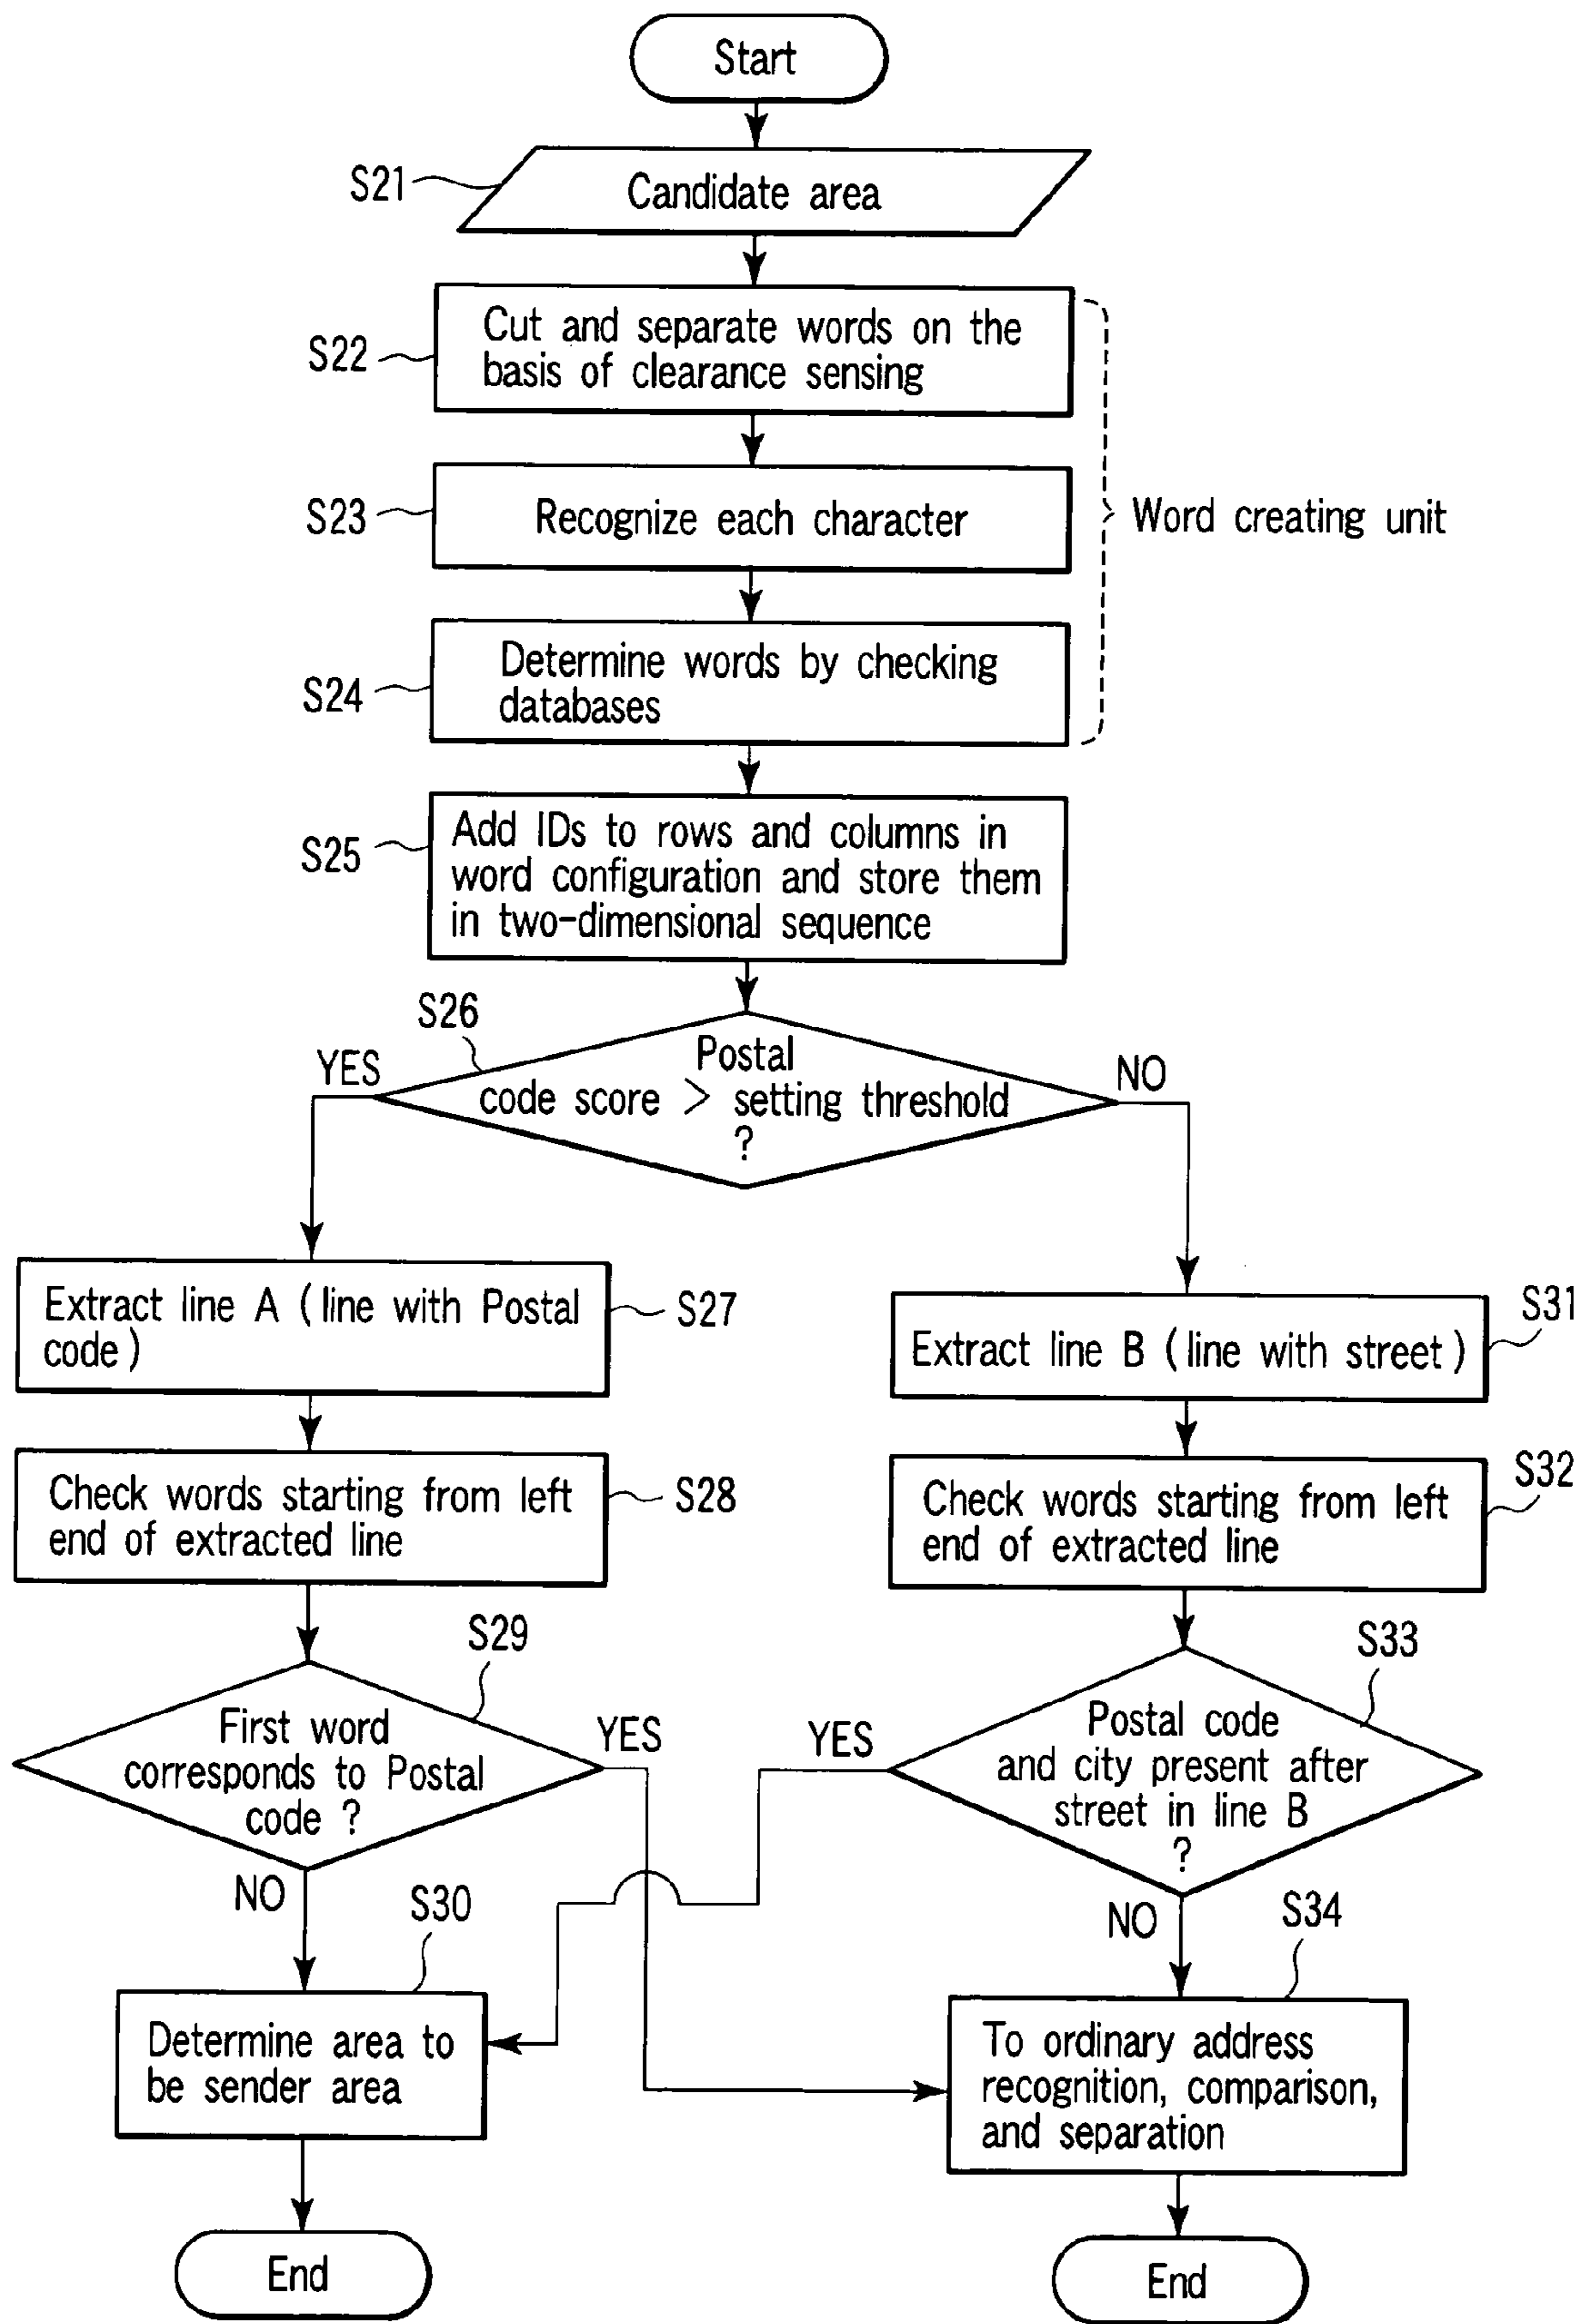 Start
S21
Candidate area
S22
Cut and separate words on the
basis of clearance sensing
S23
Recognize each character
Word creating unit
S24
Determine words by checking
databases
S25
Add IDs to rows and columns in
word configuration and store them
in two-dimensional sequence
S26
YES
Postal
code score > setting threshold
?
NO
Extract line A (line with Postal
code)
S27
Extract line B (line with street)
S31
Check words starting from left
end of extracted line
S28
Check words starting from left
end of extracted line
S32
S29
First word
corresponds to Postal
code ?
YES
NO
S33
YES
Postal code
and city present after
street in line B
?
NO
S30
Determine area to
be sender area
S34
To ordinary address
recognition, comparison,
and separation
End
End